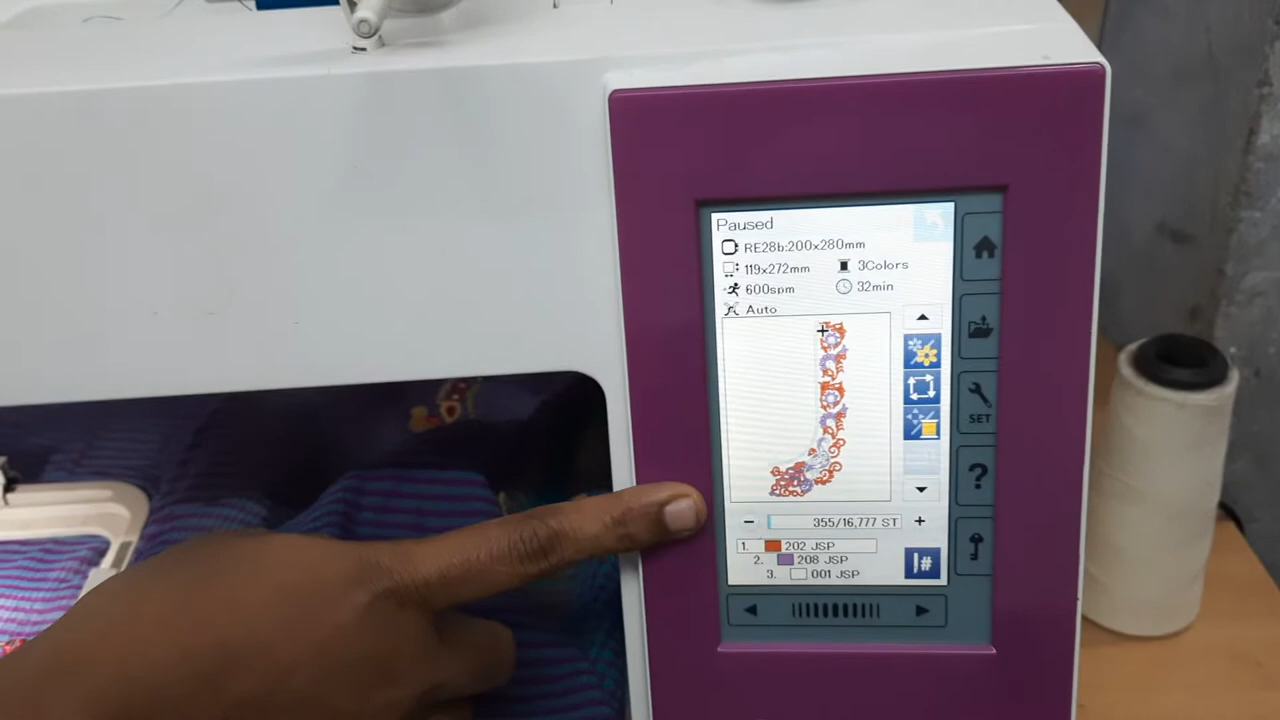 Paused
RE28b:200x280mm
119x272mm 3Colors
600spm 32min
Auto
SET
?
− 355/16,777 ST +
1. 202 JSP
2. 208 JSP
3. 001 JSP
#